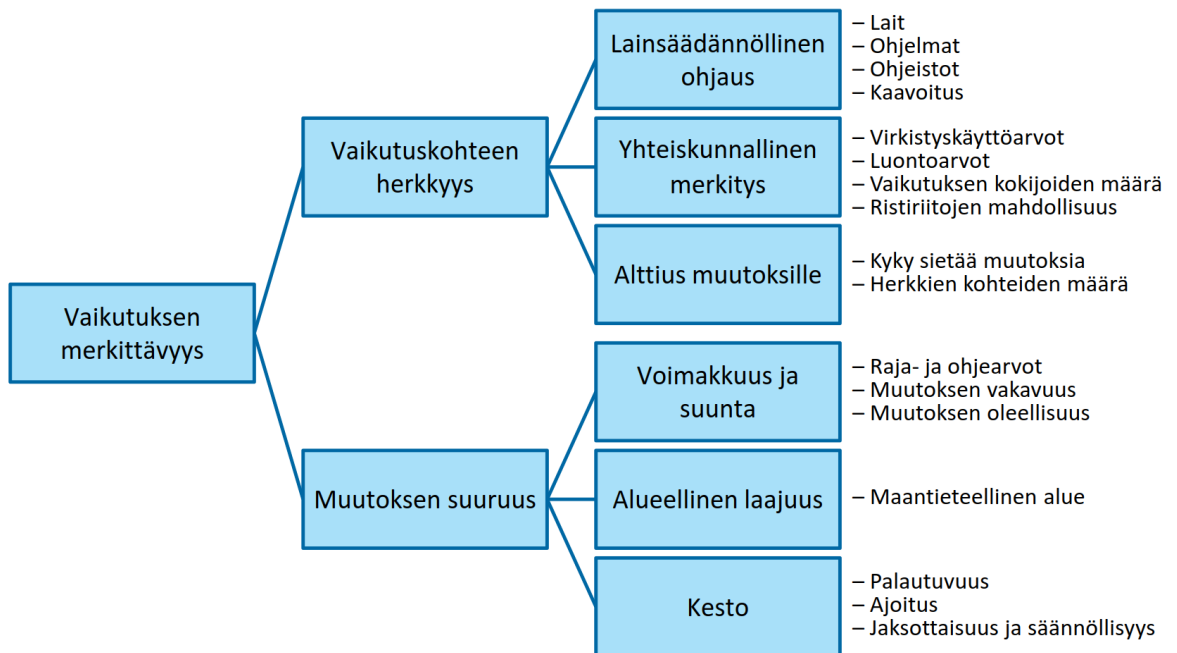 Lainsäädännöllinen
ohjaus
– Lait
– Ohjelmat
– Ohjeistot
– Kaavoitus
Vaikutuskohteen
herkkyys
Yhteiskunnallinen
merkitys
– Virkistyskäyttöarvot
– Luontoarvot
– Vaikutuksen kokijoiden määrä
– Ristiriitojen mahdollisuus
Alttius muutoksille
– Kyky sietää muutoksia
– Herkkien kohteiden määrä
Vaikutuksen
merkittävyys
Voimakkuus ja
suunta
– Raja- ja ohjearvot
– Muutoksen vakavuus
– Muutoksen oleellisuus
Muutoksen suuruus
Alueellinen laajuus
– Maantieteellinen alue
Kesto
– Palautuvuus
– Ajoitus
– Jaksottaisuus ja säännöllisyys